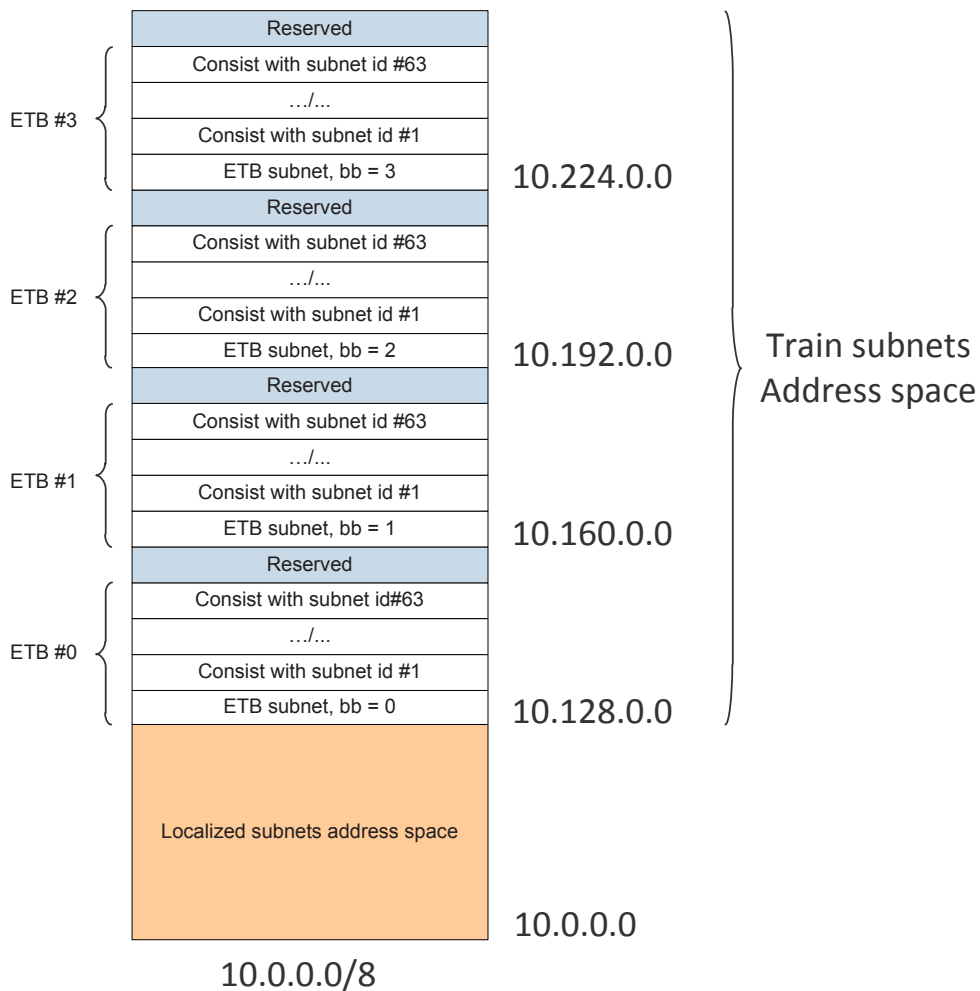 Reserved
Consist with subnet id #63
…/...
ETB #3
Consist with subnet id #1
ETB subnet, bb = 3
10.224.0.0
Reserved
Consist with subnet id #63
…/...
ETB #2
Consist with subnet id #1
ETB subnet, bb = 2
10.192.0.0
Train subnets
Address space
Reserved
Consist with subnet id #63
…/...
ETB #1
Consist with subnet id #1
ETB subnet, bb = 1
10.160.0.0
Reserved
Consist with subnet id#63
…/...
ETB #0
Consist with subnet id #1
ETB subnet, bb = 0
10.128.0.0
Localized subnets address space
10.0.0.0
10.0.0.0/8